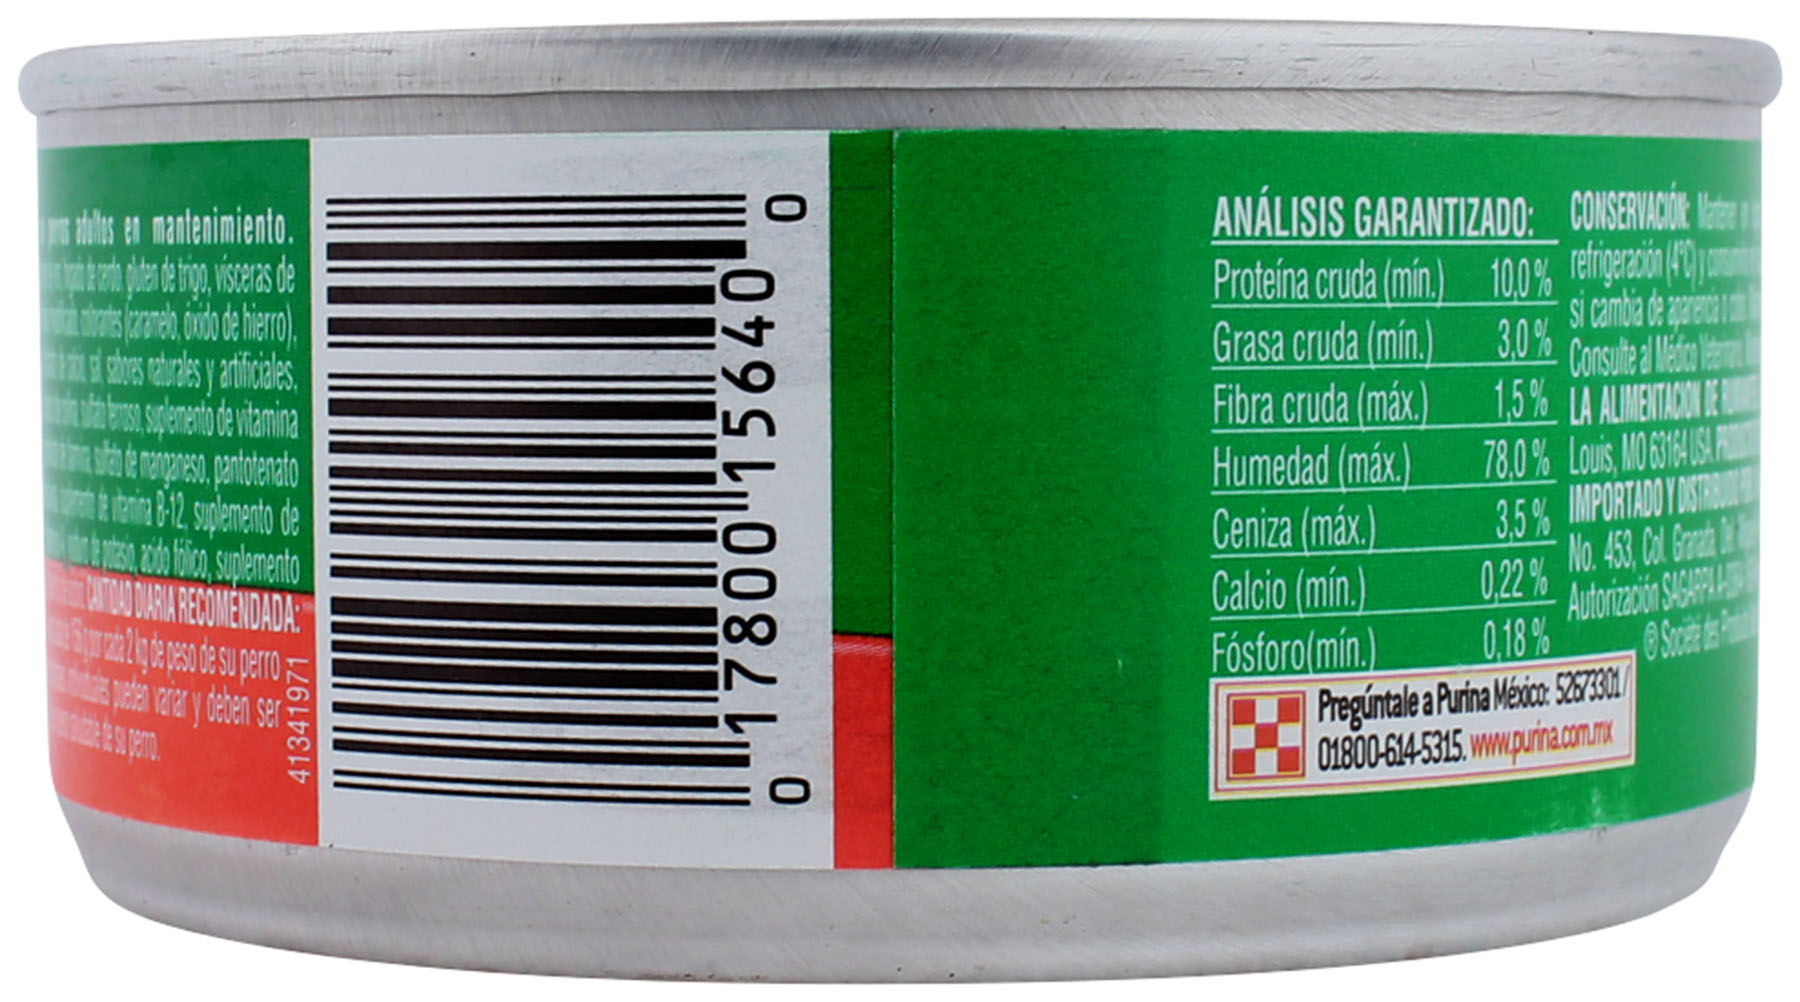 perros adultos en mantenimiento.
hígado de cerdo, gluten de trigo, vísceras de
colorantes (caramelo, óxido de hierro),
sal, sabores naturales y artificiales,
sulfato ferroso, suplemento de vitamina
sulfato de manganeso, pantotenato
de vitamina B-12, suplemento de
de potasio, acido fólico, suplemento
CANTIDAD DIARIA RECOMENDADA:
por cada 2 kg de peso de su perro
individuales pueden variar y deben ser
saludable de su perro.
413341971
0 17800 15640 0
ANÁLISIS GARANTIZADO:
Proteína cruda (mín.) 10,0 %
Grasa cruda (mín.) 3,0 %
Fibra cruda (máx.) 1,5 %
Humedad (máx.) 78,0 %
Ceniza (máx.) 3,5 %
Calcio (mín.) 0,22 %
Fósforo(mín.) 0,18 %
Pregúntale a Purina México: 52673301/
01800-614-5315. www.purina.com.mx
CONSERVACIÓN: Mantener
refrigeración (4°C) y
si cambia de apariencia o
Consulte al Médico
LA ALIMENTACION DE
Louis, MO 63164 USA.
IMPORTADO Y DISTRIBUIDO
No. 453, Col. Granada,
Autorización SAGARPA
® Société des